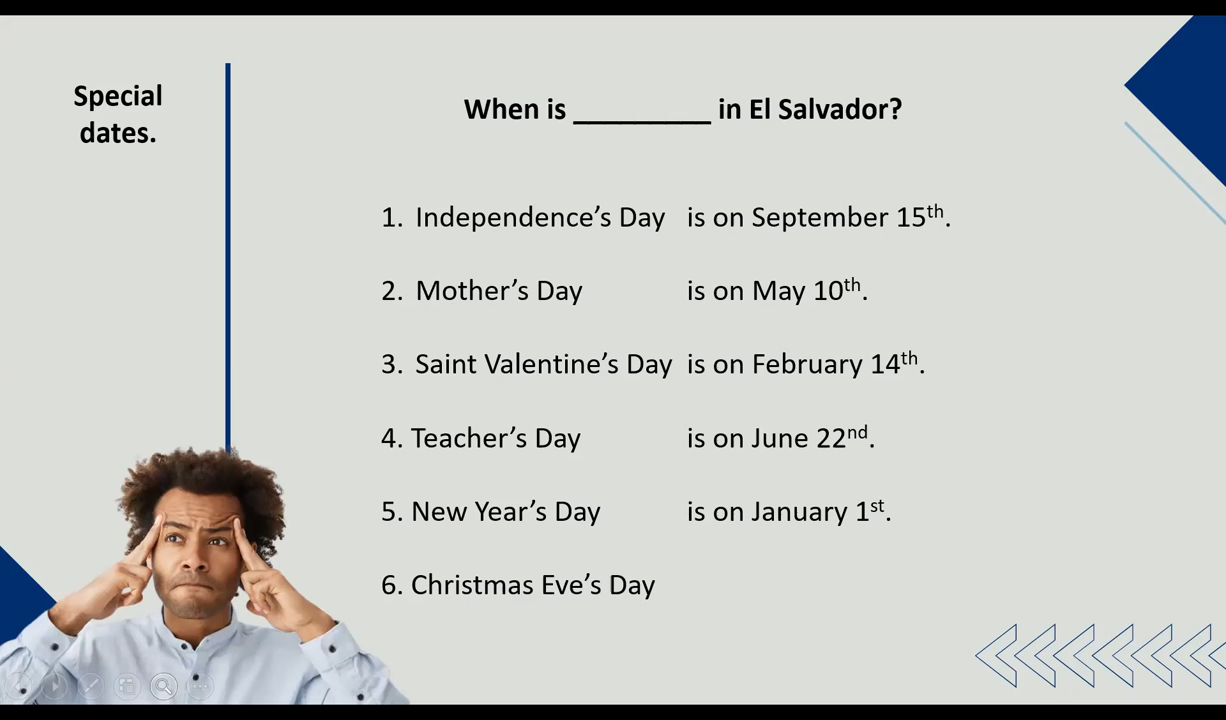 Special
dates.
When is _________ in El Salvador?
1. Independence’s Day is on September 15th.
2. Mother’s Day is on May 10th.
3. Saint Valentine’s Day is on February 14th.
4. Teacher’s Day is on June 22nd.
5. New Year’s Day is on January 1st.
6. Christmas Eve’s Day